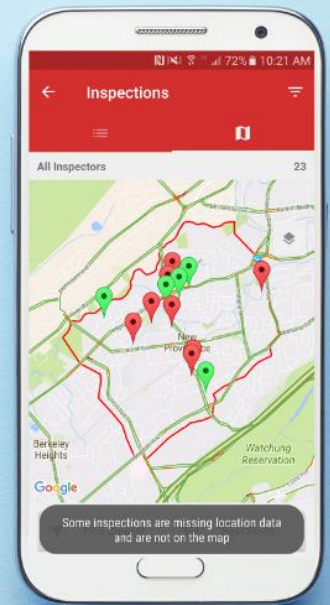 72% 10:21 AM
Inspections
All Inspectors 23
New
Providence
Berkeley
Heights
Watchung
Reservation
Google
Some inspections are missing location data
and are not on the map